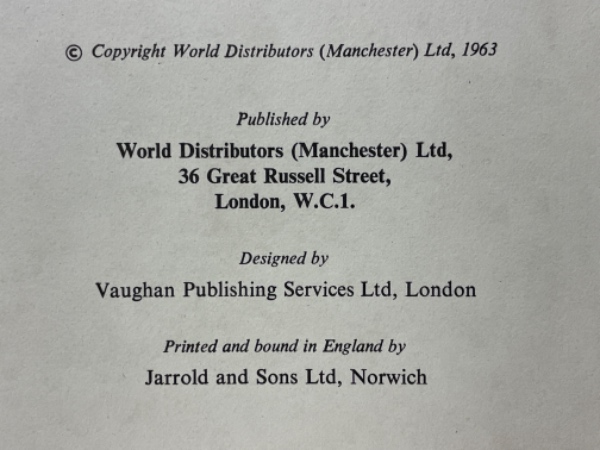 © Copyright World Distributors (Manchester) Ltd, 1963
Published by
World Distributors (Manchester) Ltd,
36 Great Russell Street,
London, W.C.1.
Designed by
Vaughan Publishing Services Ltd, London
Printed and bound in England by
Jarrold and Sons Ltd, Norwich